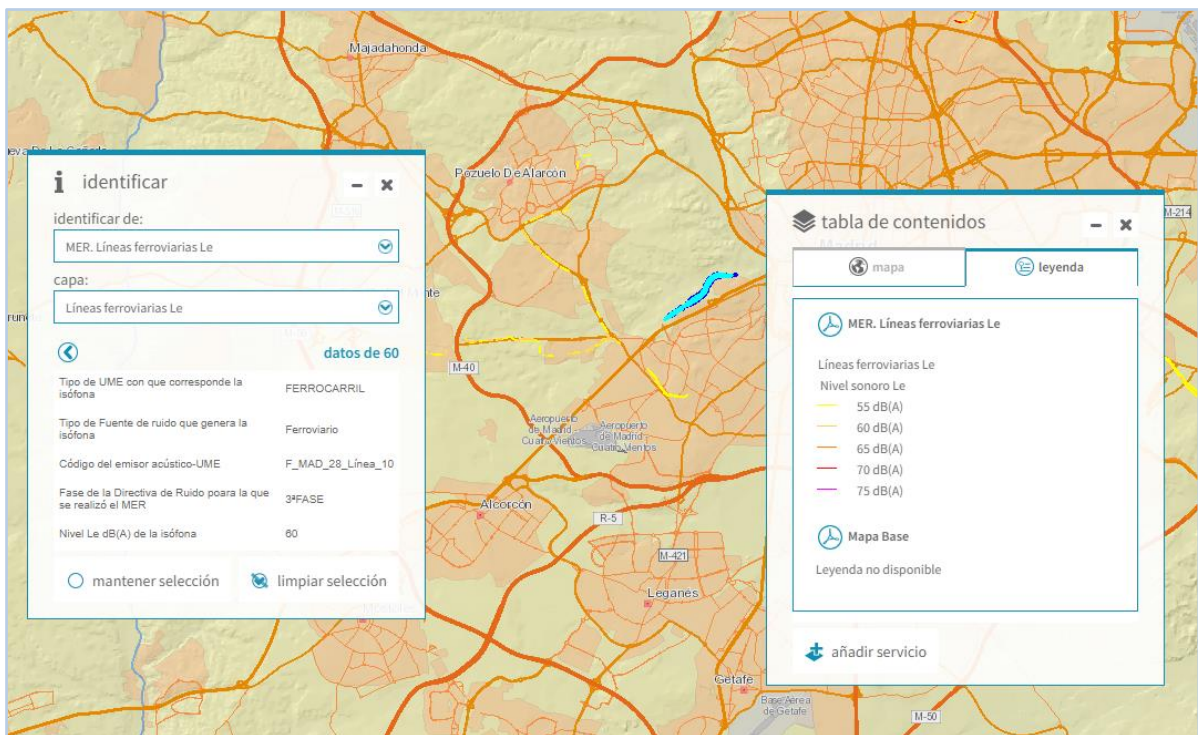 Majadahonda
Pozuelo De Alarcon
M-214
identificar
identificar de:
MER. Líneas ferroviarias Le
capa:
Líneas ferroviarias Le
datos de 60
Tipo de UME con que corresponde la
isófona
FERROCARRIL
Tipo de Fuente de ruido que genera la
isófona
Ferroviario
Código del emisor acústico-UME
F_MAD_28_Línea_10
Fase de la Directiva de Ruido poara la que
se realizó el MER
3ªFASE
Nivel Le dB(A) de la isófona
60
mantener selección
limpiar selección
M-40
Aeropuerto
de Madrid -
Cuatro Vientos
Aeropuerto
de Madrid -
Cuatro Vientos
Alcorcón
R-5
M-421
Leganés
Getafe
Base Aérea
de Getafe
M-50
tabla de contenidos
mapa
leyenda
MER. Líneas ferroviarias Le
Líneas ferroviarias Le
Nivel sonoro Le
55 dB(A)
60 dB(A)
65 dB(A)
70 dB(A)
75 dB(A)
Mapa Base
Leyenda no disponible
añadir servicio